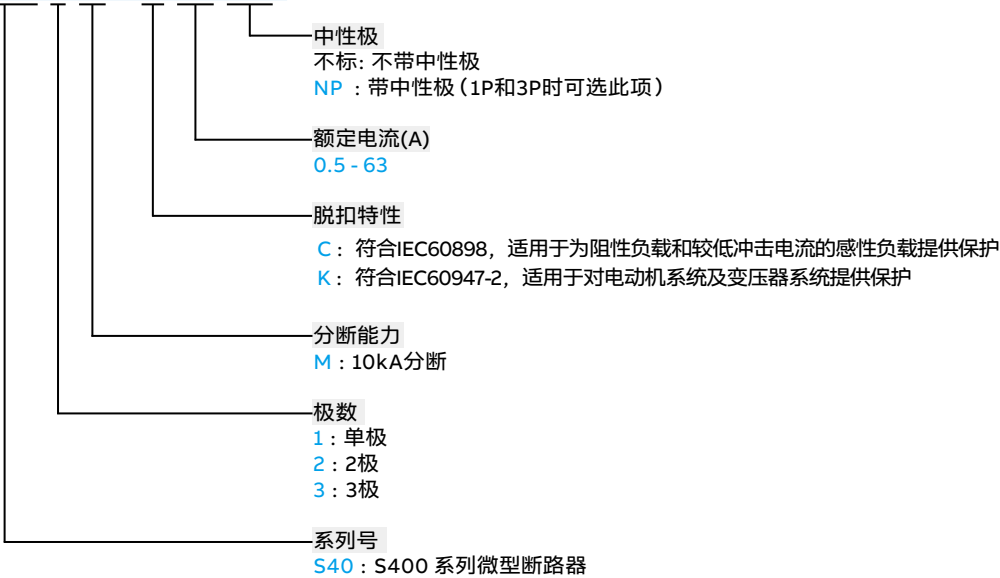 中性极
不标: 不带中性极
NP : 带中性极（1P和3P时可选此项）
额定电流(A)
0.5 - 63
脱扣特性
C： 符合IEC60898，适用于为阻性负载和较低冲击电流的感性负载提供保护
K： 符合IEC60947-2，适用于对电动机系统及变压器系统提供保护
分断能力
M : 10kA分断
极数
1 : 单极
2 : 2极
3 : 3极
系列号
S40 : S400 系列微型断路器